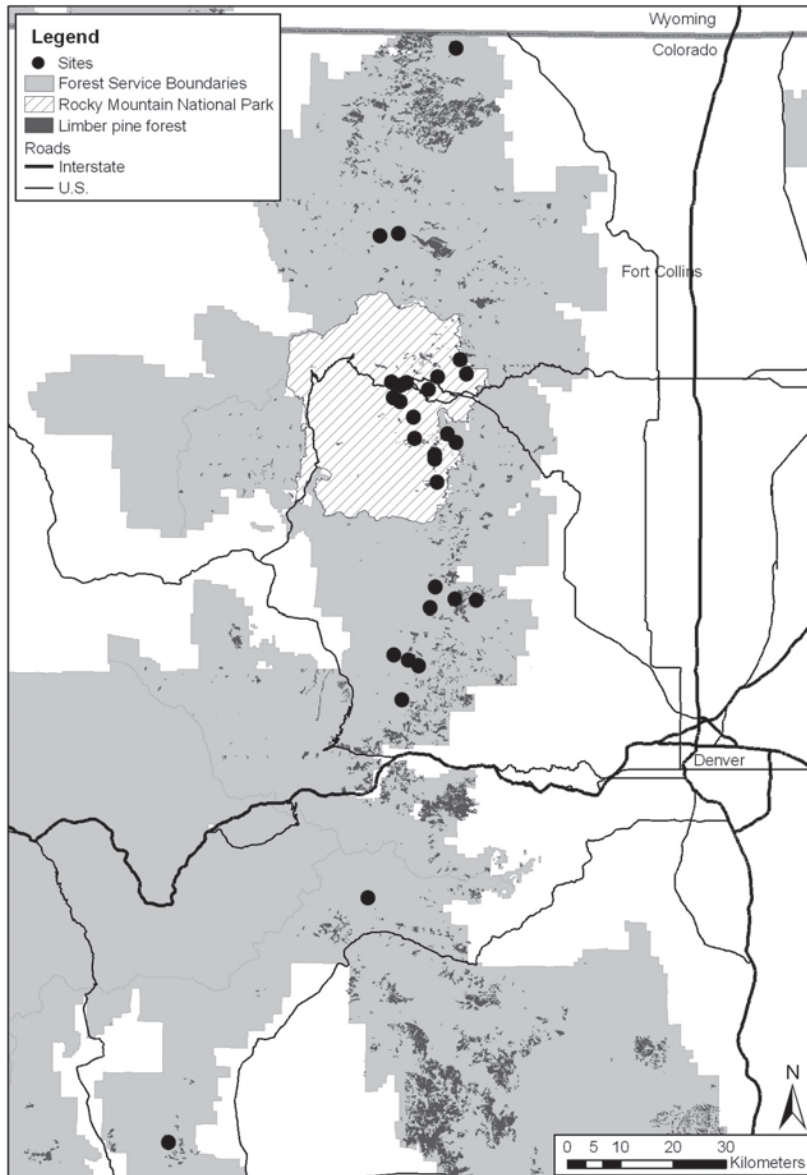 Wyoming
Colorado
Legend
Sites
Forest Service Boundaries
Rocky Mountain National Park
Limber pine forest
Roads
Interstate
U.S.
Fort Collins
Denver
N
0 5 10 20 30
Kilometers